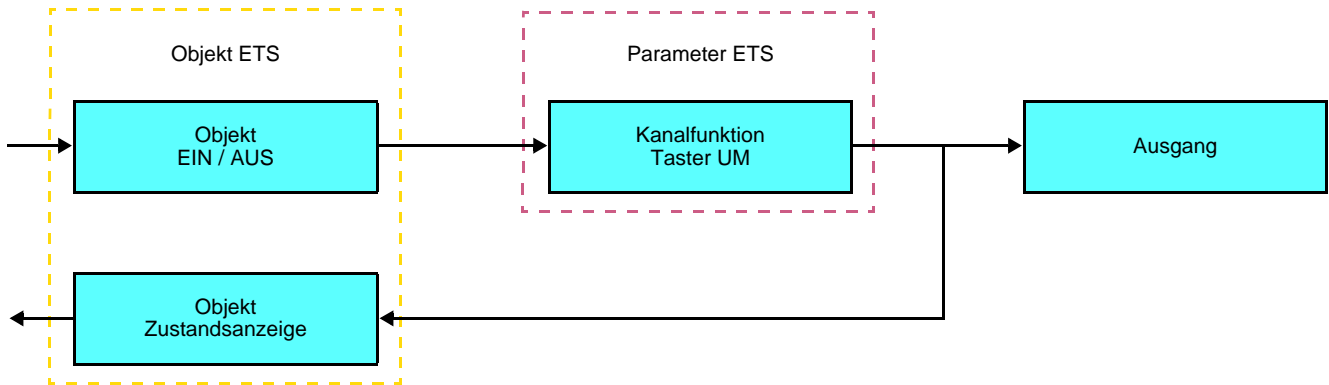 Objekt ETS
Parameter ETS
Objekt
EIN / AUS
Kanalfunktion
Taster UM
Ausgang
Objekt
Zustandsanzeige